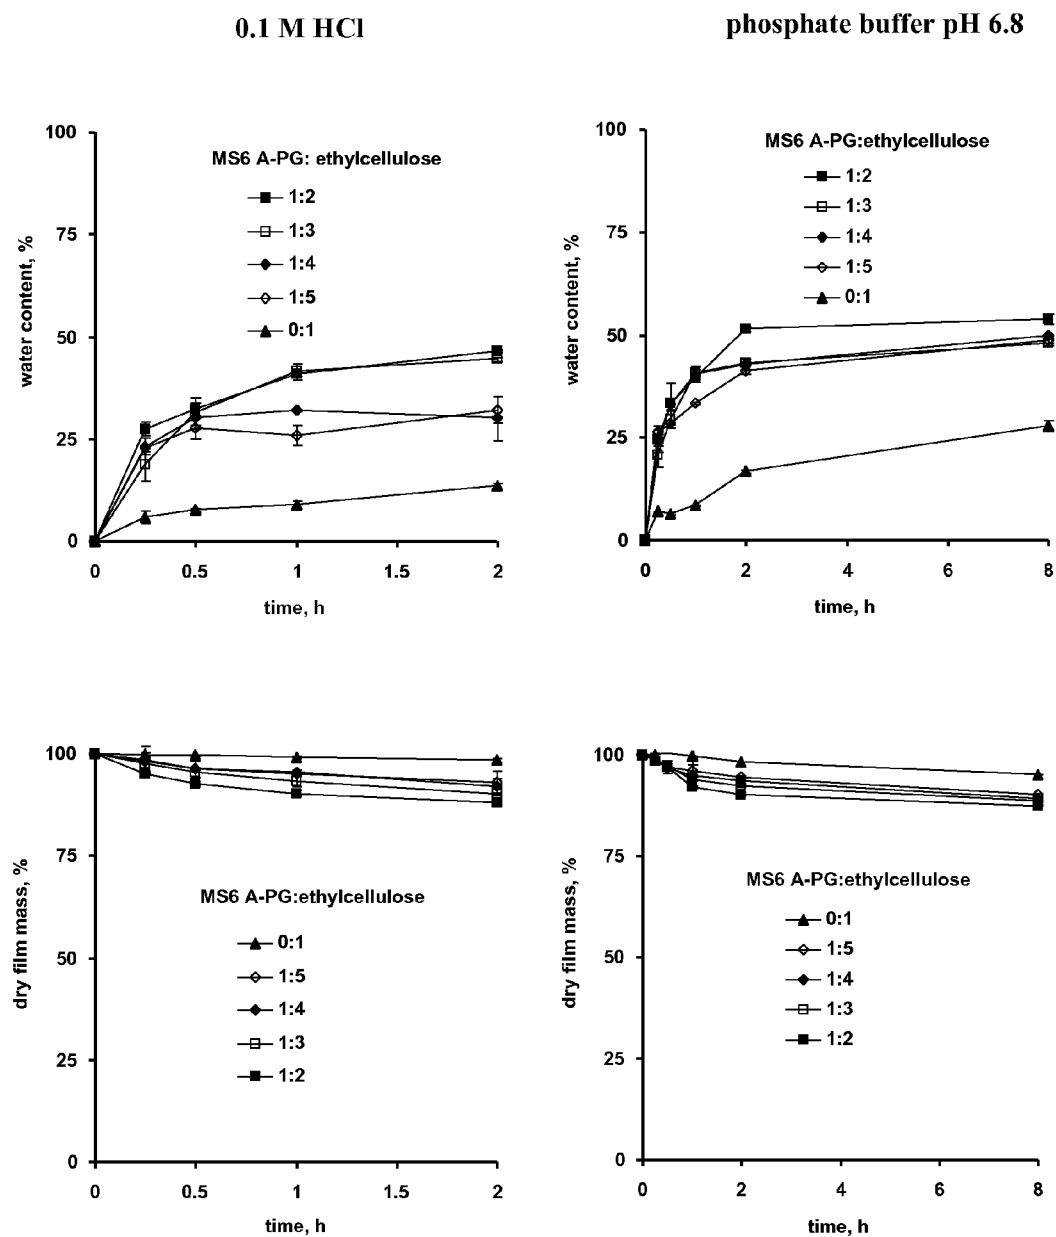 0.1 M HCl
phosphate buffer pH 6.8
100
75
50
25
0
water content, %
MS6 A-PG: ethylcellulose
1:2
1:3
1:4
1:5
0:1
0 0.5 1 1.5 2
time, h
100
75
50
25
0
water content, %
MS6 A-PG:ethylcellulose
1:2
1:3
1:4
1:5
0:1
0 2 4 6 8
time, h
100
75
50
25
0
dry film mass, %
MS6 A-PG:ethylcellulose
0:1
1:5
1:4
1:3
1:2
0 0.5 1 1.5 2
time, h
100
75
50
25
0
dry film mass, %
MS6 A-PG:ethylcellulose
0:1
1:5
1:4
1:3
1:2
0 2 4 6 8
time, h